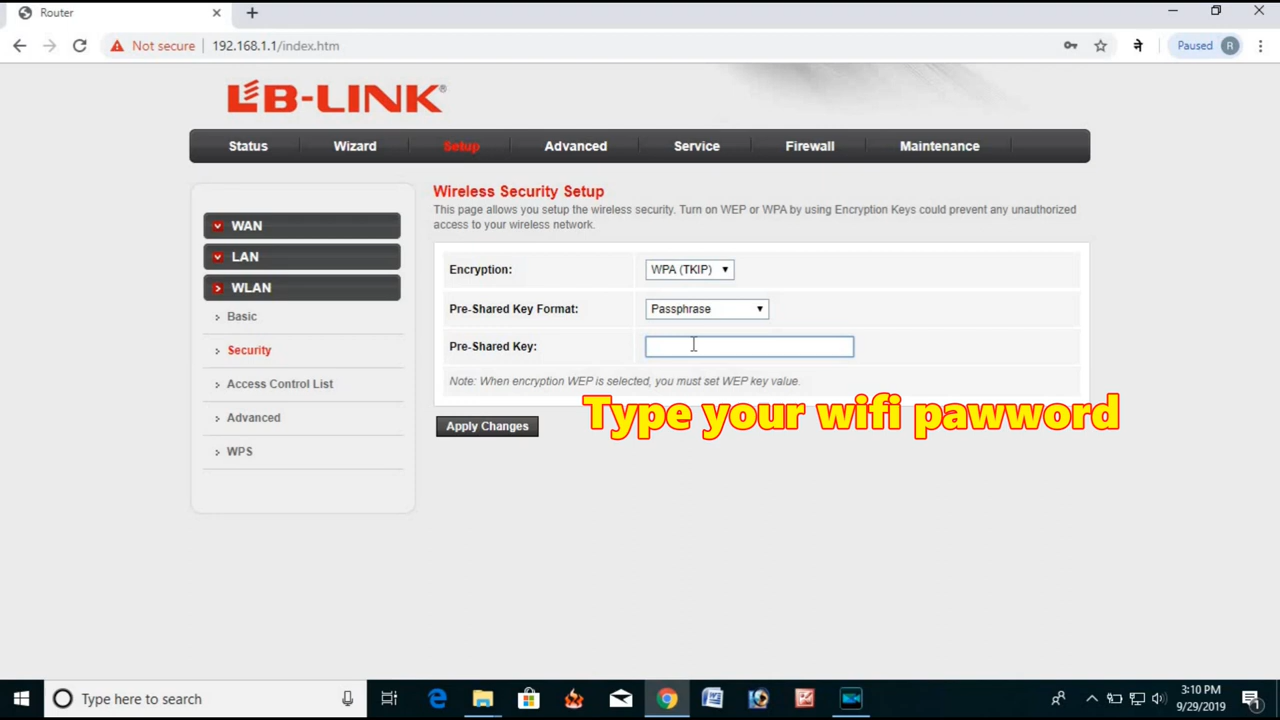 Router
Not secure 192.168.1.1/index.htm ने Paused R
LB-LINK®
Status Wizard Setup Advanced Service Firewall Maintenance
WAN
LAN
WLAN
Basic
Security
Access Control List
Advanced
WPS
Wireless Security Setup
This page allows you setup the wireless security. Turn on WEP or WPA by using Encryption Keys could prevent any unauthorized
access to your wireless network.
Encryption: WPA (TKIP)
Pre-Shared Key Format: Passphrase
Pre-Shared Key:
Note: When encryption WEP is selected, you must set WEP key value.
Type your wifi pawword
Apply Changes
Type here to search
3:10 PM
9/29/2019
1